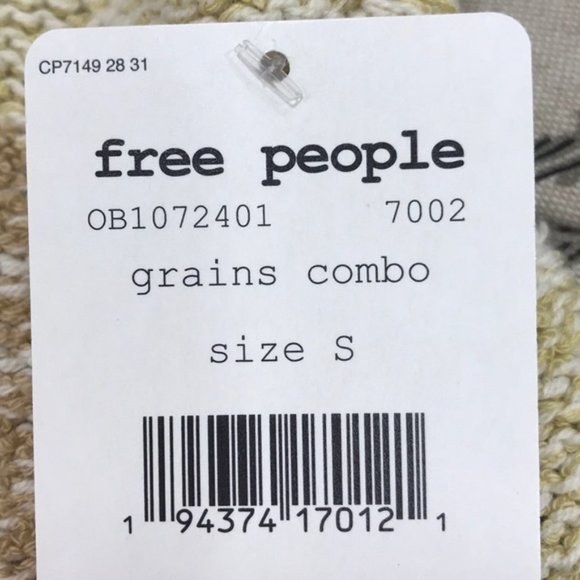 CP7149 28 31
free people
OB1072401 7002
grains combo
size S
1 94374 17012 1